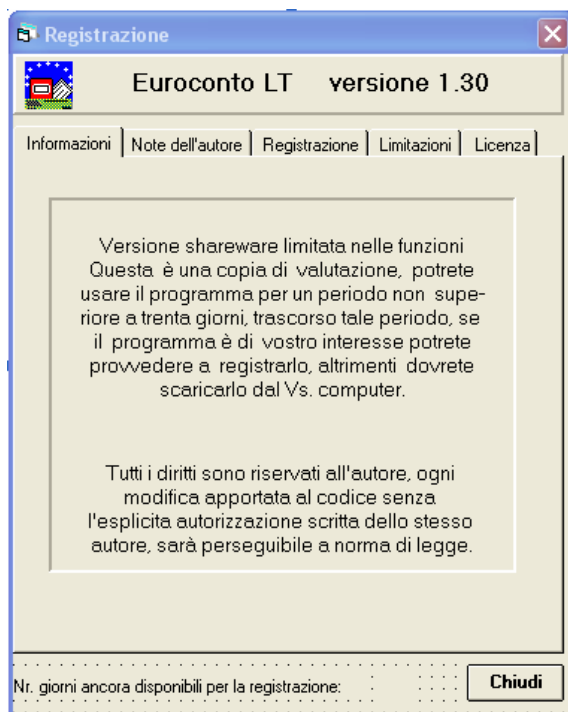 Registrazione
Euroconto LT versione 1.30
Informazioni Note dell'autore Registrazione Limitazioni Licenza
Versione shareware limitata nelle funzioni
Questa è una copia di valutazione, potrete
usare il programma per un periodo non supe-
riore a trenta giorni, trascorso tale periodo, se
il programma è di vostro interesse potrete
provvedere a registrarlo, altrimenti dovrete
scaricarlo dal Vs. computer.
Tutti i diritti sono riservati all'autore, ogni
modifica apportata al codice senza
l'esplicita autorizzazione scritta dello stesso
autore, sarà perseguibile a norma di legge.
Nr. giorni ancora disponibili per la registrazione: Chiudi